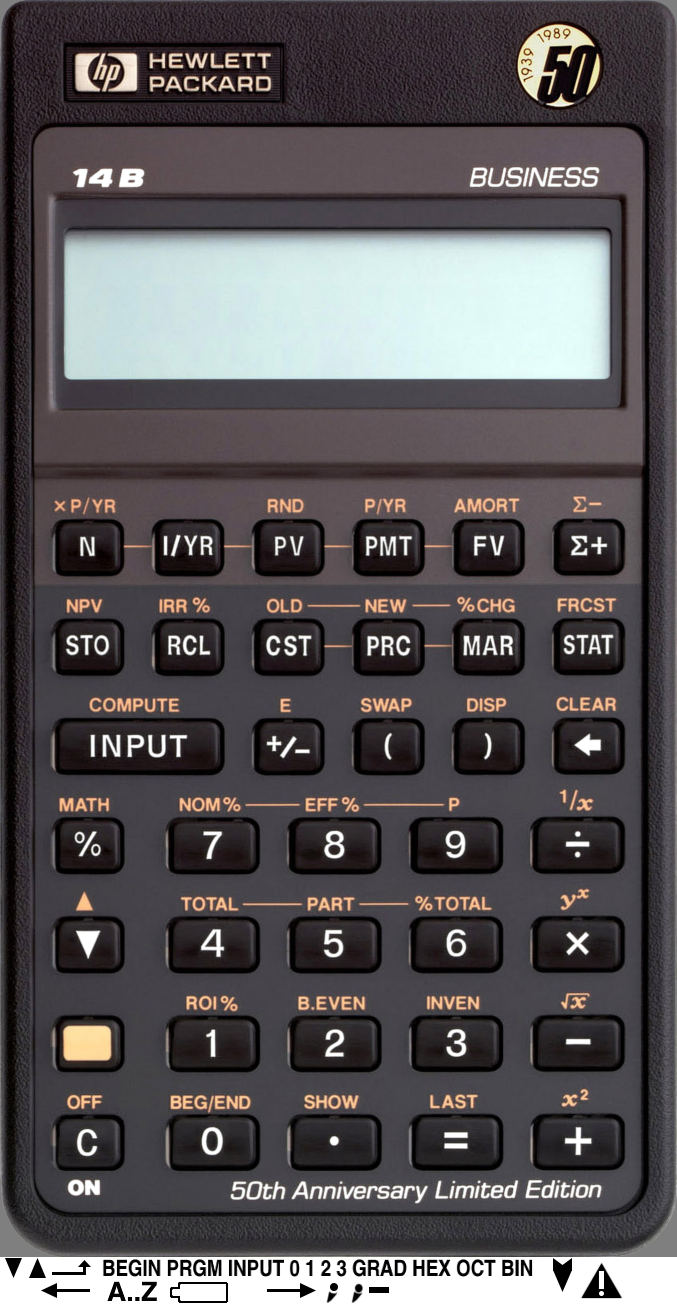 hp HEWLETT PACKARD
1939 1989
50
14B BUSINESS
×P/YR RND P/YR AMORT Σ−
N I/YR PV PMT FV Σ+
NPV IRR% OLD NEW %CHG FRCST
STO RCL CST PRC MAR STAT
COMPUTE E SWAP DISP CLEAR
INPUT +/− ( ) ←
MATH NOM% EFF% P 1/x
% 7 8 9 ÷
▲ TOTAL PART %TOTAL yˣ
▼ 4 5 6 ×
ROI% B.EVEN INVEN √x
1 2 3 −
OFF BEG/END SHOW LAST x²
C 0 · = +
ON 50th Anniversary Limited Edition
▼▲ BEGIN PRGM INPUT 0 1 2 3 GRAD HEX OCT BIN
← A..Z → ; ; −